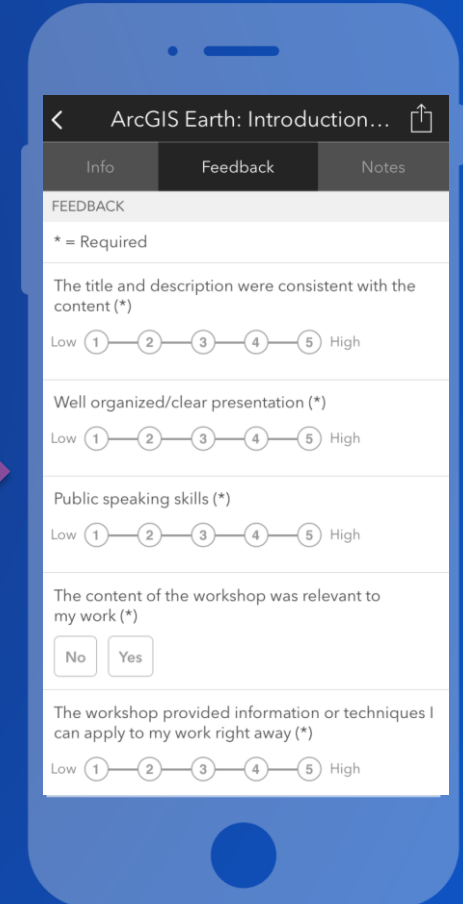 ArcGIS Earth: Introduction...
Info Feedback Notes
FEEDBACK
* = Required
The title and description were consistent with the
content (*)
Low 1 2 3 4 5 High
Well organized/clear presentation (*)
Low 1 2 3 4 5 High
Public speaking skills (*)
Low 1 2 3 4 5 High
The content of the workshop was relevant to
my work (*)
No Yes
The workshop provided information or techniques I
can apply to my work right away (*)
Low 1 2 3 4 5 High